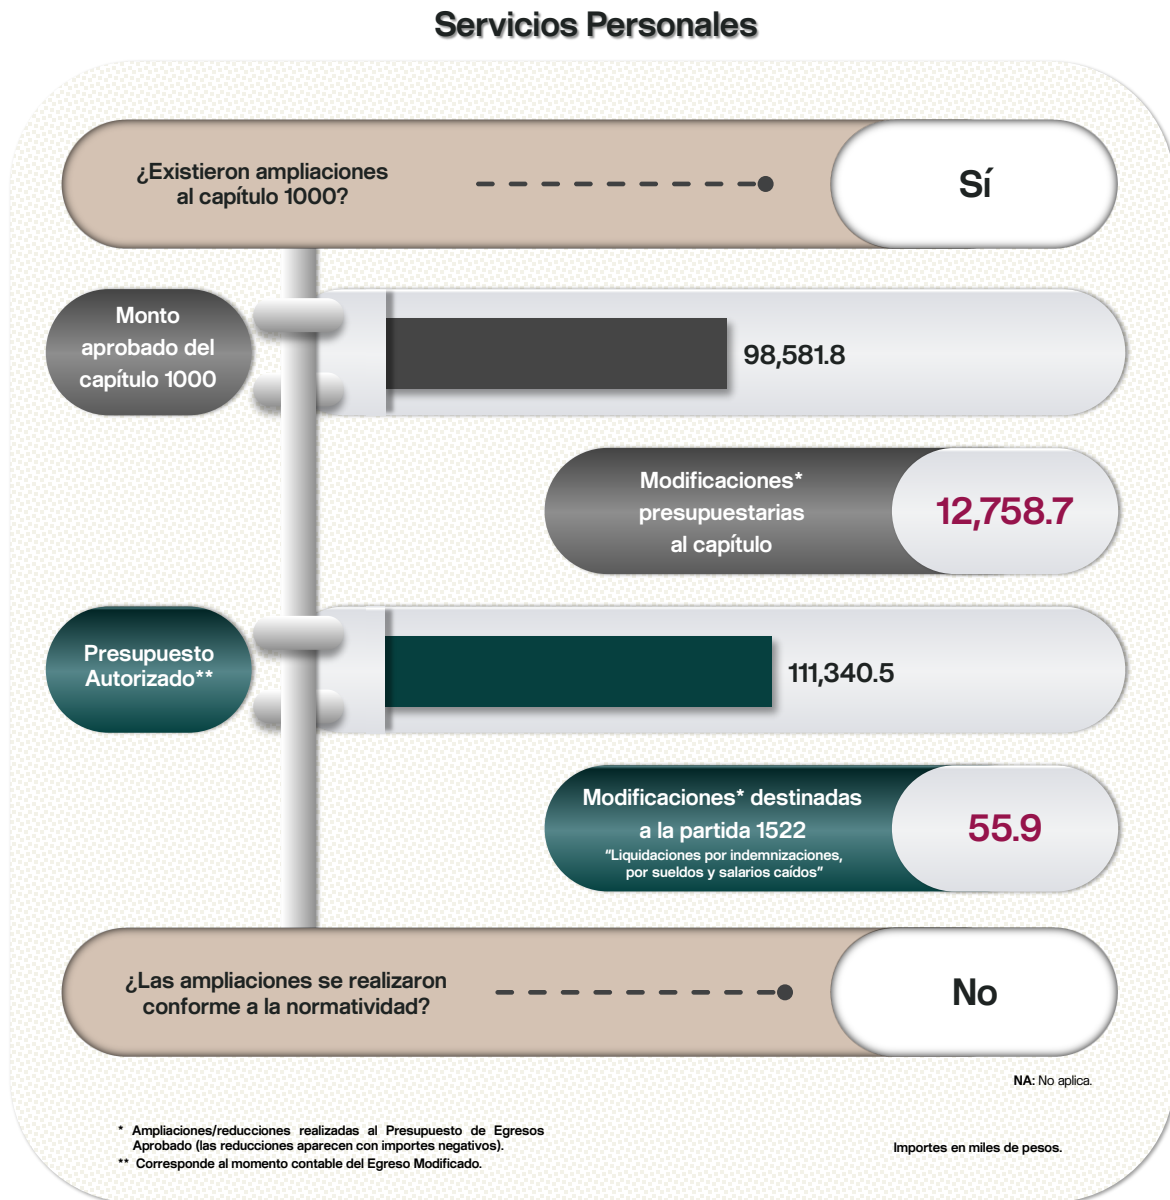 Servicios Personales
¿Existieron ampliaciones
al capítulo 1000?
Sí
Monto
aprobado del
capítulo 1000
98,581.8
Modificaciones*
presupuestarias
al capítulo
12,758.7
Presupuesto
Autorizado**
111,340.5
Modificaciones* destinadas
a la partida 1522
"Liquidaciones por indemnizaciones,
por sueldos y salarios caídos"
55.9
¿Las ampliaciones se realizaron
conforme a la normatividad?
No
NA: No aplica.
* Ampliaciones/reducciones realizadas al Presupuesto de Egresos
Aprobado (las reducciones aparecen con importes negativos).
** Corresponde al momento contable del Egreso Modificado.
Importes en miles de pesos.